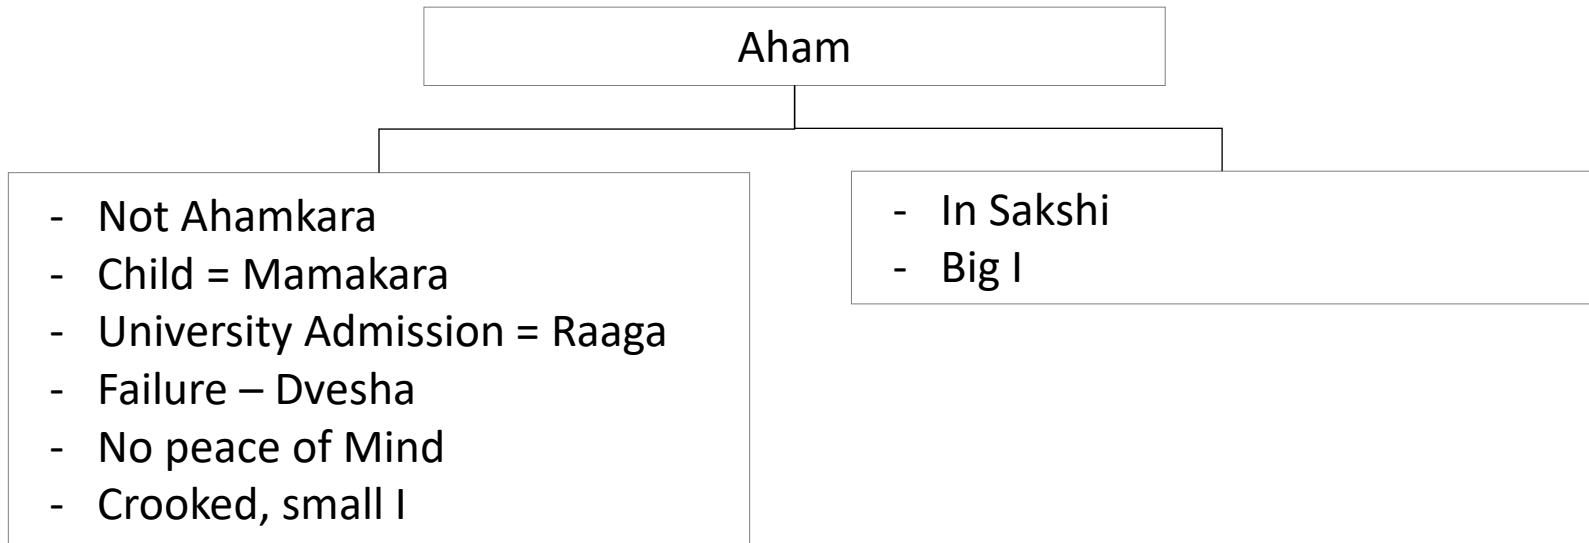 Aham
- Not Ahamkara
- Child = Mamakara
- University Admission = Raaga
- Failure – Dvesha
- No peace of Mind
- Crooked, small I
- In Sakshi
- Big I